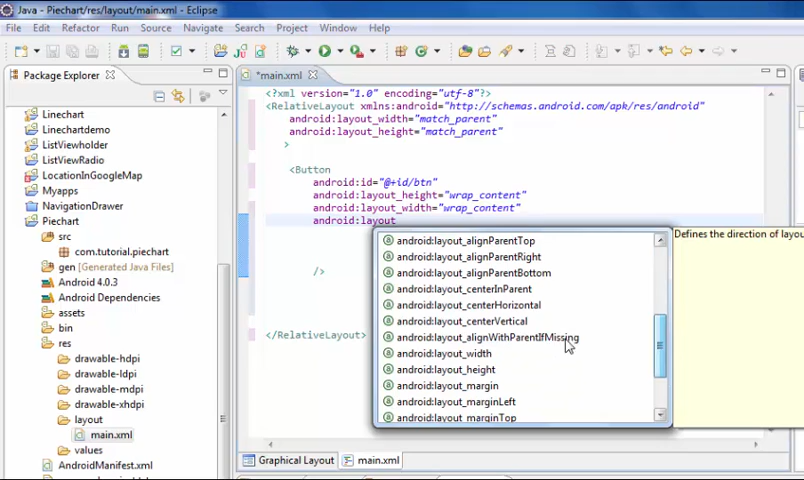 Java - Piechart/res/layout/main.xml - Eclipse
File Edit Refactor Run Source Navigate Search Project Window Help
Package Explorer
Linechart
Linechartdemo
ListViewholder
ListViewRadio
LocationInGoogleMap
Myapps
NavigationDrawer
Piechart
src
com.tutorial.piechart
gen [Generated Java Files]
Android 4.0.3
Android Dependencies
assets
bin
res
drawable-hdpi
drawable-ldpi
drawable-mdpi
drawable-xhdpi
layout
main.xml
values
AndroidManifest.xml
*main.xml
<?xml version="1.0" encoding="utf-8"?>
<RelativeLayout xmlns:android="http://schemas.android.com/apk/res/android"
android:layout_width="match_parent"
android:layout_height="match_parent"
>
<Button
android:id="@+id/btn"
android:layout_height="wrap_content"
android:layout_width="wrap_content"
android:layout
/>
</RelativeLayout>
android:layout_alignParentTop
android:layout_alignParentRight
android:layout_alignParentBottom
android:layout_centerInParent
android:layout_centerHorizontal
android:layout_centerVertical
android:layout_alignWithParentIfMissing
android:layout_width
android:layout_height
android:layout_margin
android:layout_marginLeft
android:layout_marginTop
Defines the direction of layou
Graphical Layout
main.xml